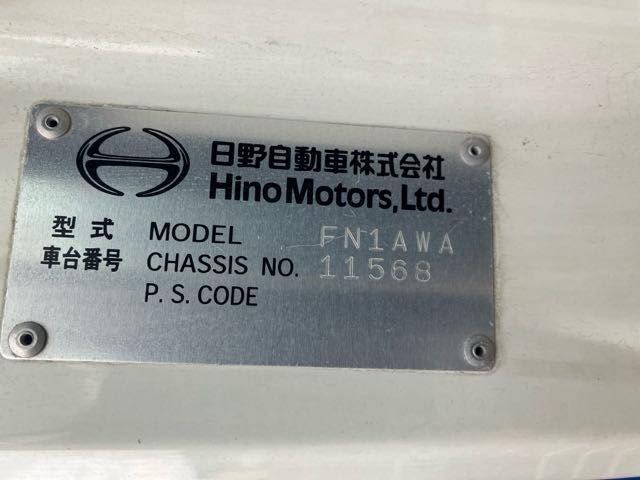 日野自動車株式会社
Hino Motors, Ltd.
型式 MODEL FN1AWA
車台番号 CHASSIS NO. 11568
P. S. CODE